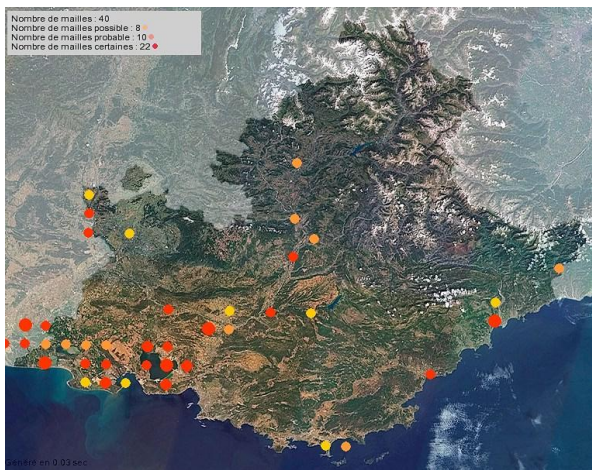 Nombre de mailles : 40
Nombre de mailles possible : 8
Nombre de mailles probable : 10
Nombre de mailles certaines : 22
Généré en 0.03 sec